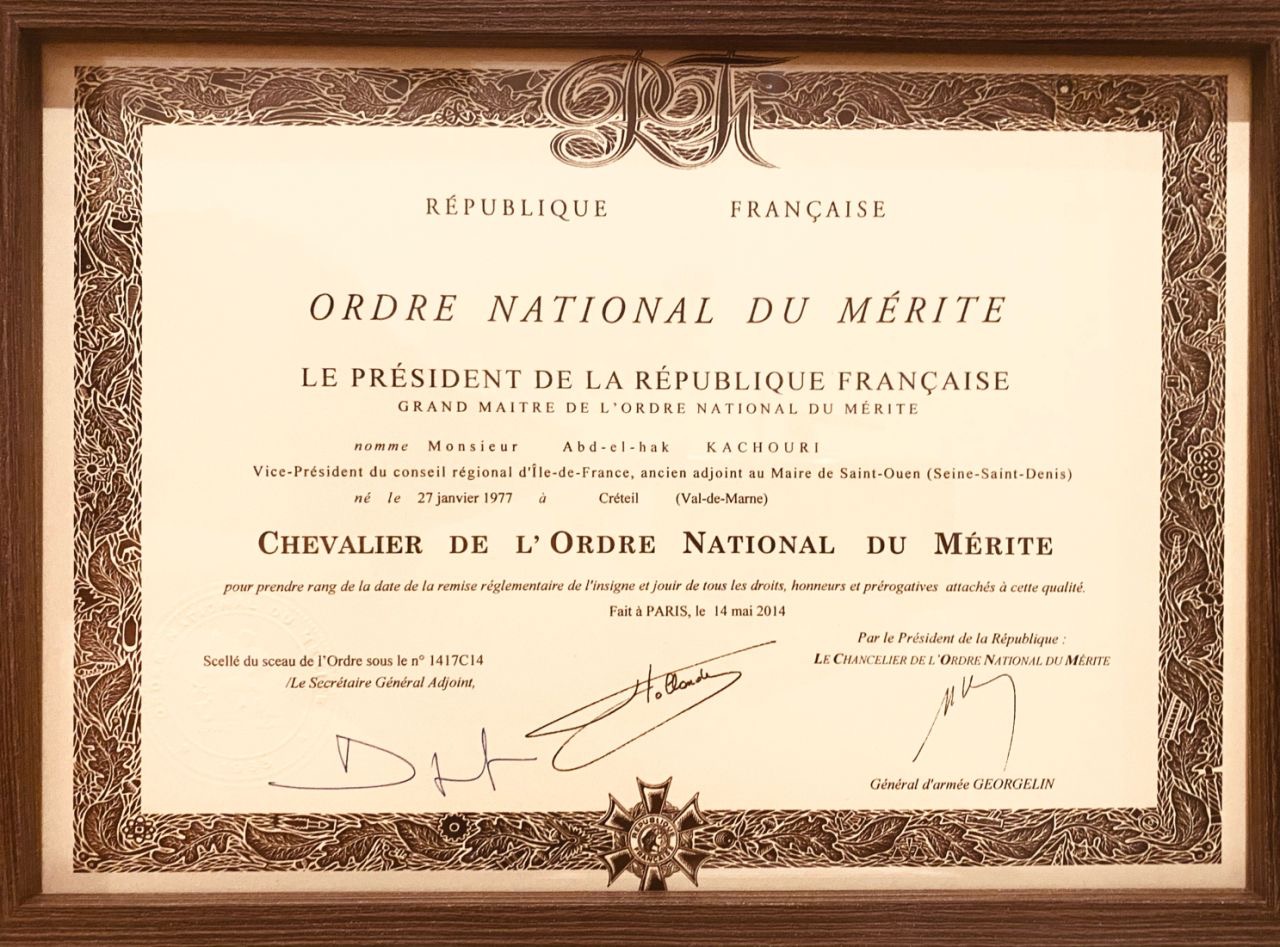 RF
RÉPUBLIQUE FRANÇAISE
ORDRE NATIONAL DU MÉRITE
LE PRÉSIDENT DE LA RÉPUBLIQUE FRANÇAISE
GRAND MAITRE DE L'ORDRE NATIONAL DU MÉRITE
nomme Monsieur Abd-el-hak KACHOURI
Vice-Président du conseil régional d'Île-de-France, ancien adjoint au Maire de Saint-Ouen (Seine-Saint-Denis)
né le 27 janvier 1977 à Créteil (Val-de-Marne)
CHEVALIER DE L'ORDRE NATIONAL DU MÉRITE
pour prendre rang de la date de la remise réglementaire de l'insigne et jouir de tous les droits, honneurs et prérogatives attachés à cette qualité.
Fait à PARIS, le 14 mai 2014
Par le Président de la République :
LE CHANCELIER DE L'ORDRE NATIONAL DU MÉRITE
Scellé du sceau de l'Ordre sous le n° 1417C14
/Le Secrétaire Général Adjoint,
Hollande
Général d'armée GEORGELIN